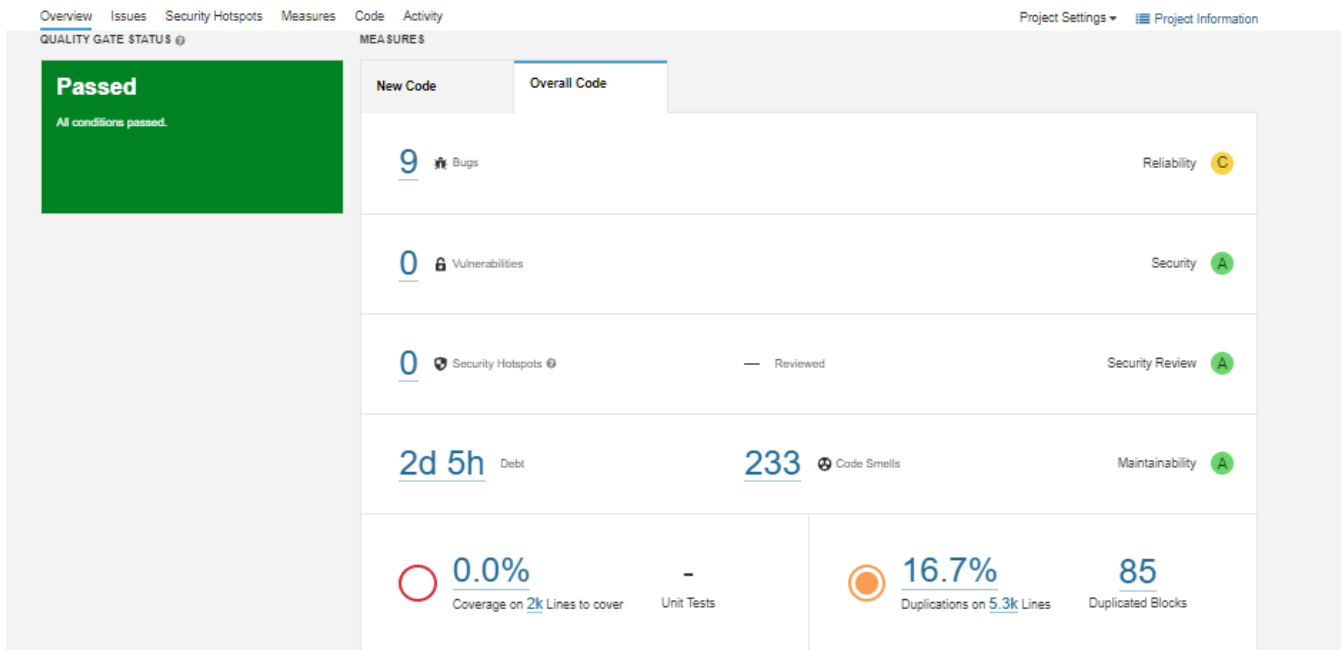 Overview Issues Security Hotspots Measures Code Activity Project Settings Project Information
QUALITY GATE STATUS
MEASURES
Passed
All conditions passed.
New Code
Overall Code
9 Bugs Reliability C
0 Vulnerabilities Security A
0 Security Hotspots — Reviewed Security Review A
2d 5h Debt 233 Code Smells Maintainability A
0.0% -
Coverage on 2k Lines to cover Unit Tests
16.7% 85
Duplications on 5.3k Lines Duplicated Blocks